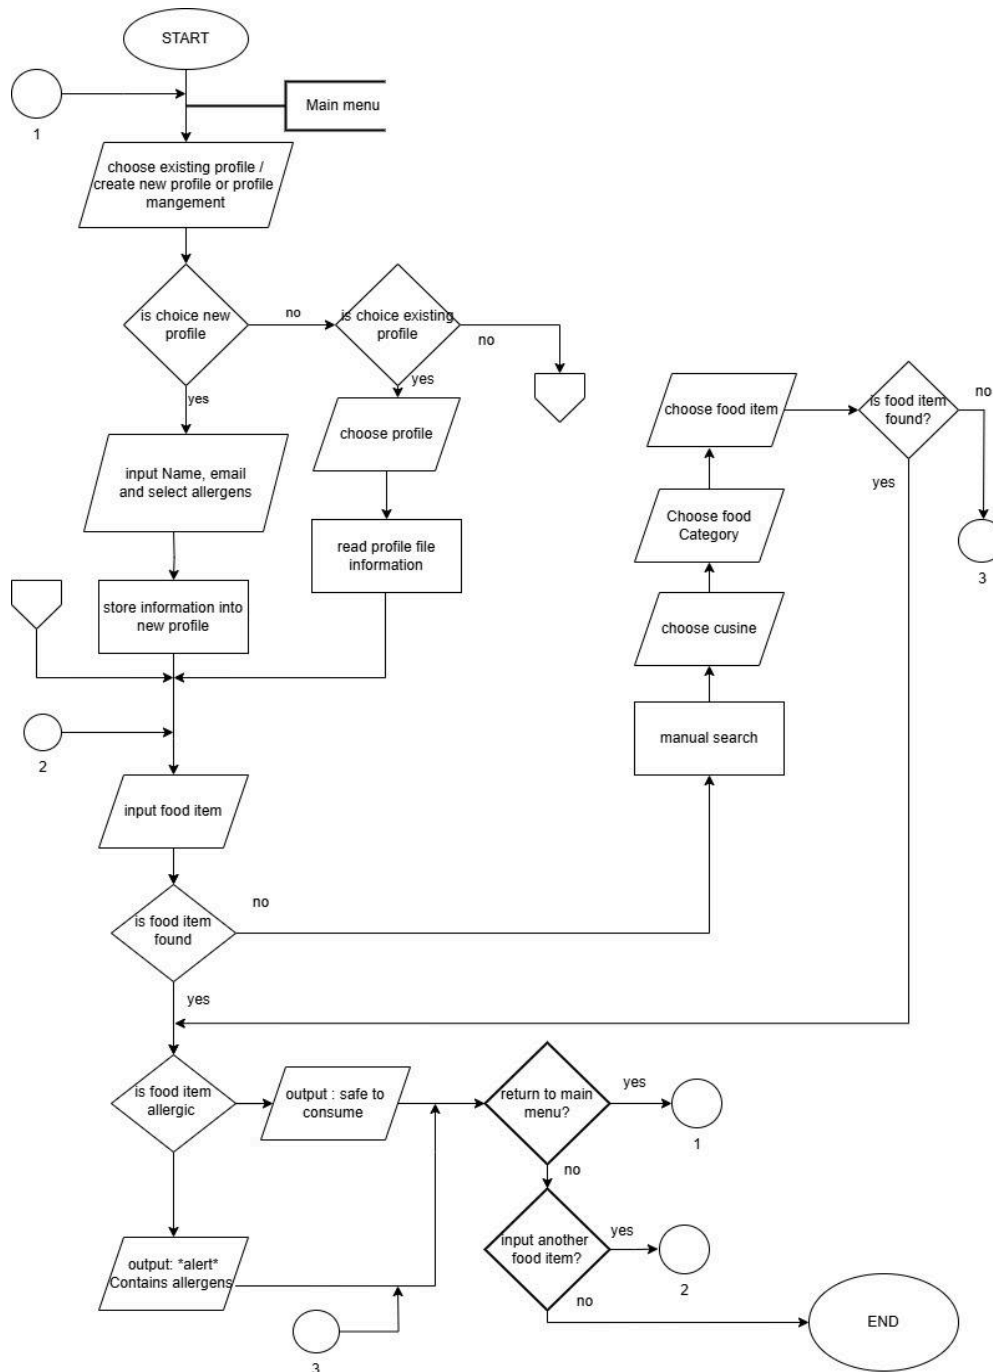 START
1
Main menu
choose existing profile /
create new profile or profile
mangement
is choice new
profile
no
is choice existing
profile
no
yes
yes
choose profile
input Name, email
and select allergens
read profile file
information
store information into
new profile
choose food item
is food item
found?
no
yes
Choose food
Category
3
choose cusine
manual search
2
input food item
is food item
found
no
yes
is food item
allergic
output : safe to
consume
return to main
menu?
yes
1
no
input another
food item?
yes
2
no
output: *alert*
Contains allergens
3
END